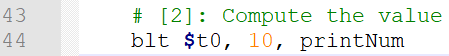 43 # [2]: Compute the value
44 blt $t0, 10, printNum